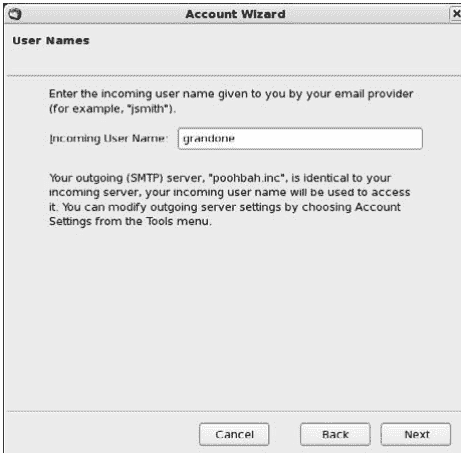 Account Wizard
User Names
Enter the incoming user name given to you by your email provider
(for example, "jsmith").
Incoming User Name: grandone
Your outgoing (SMTP) server, "poohbah.inc", is identical to your
incoming server, your incoming user name will be used to access
it. You can modify outgoing server settings by choosing Account
Settings from the Tools menu.
Cancel Back Next